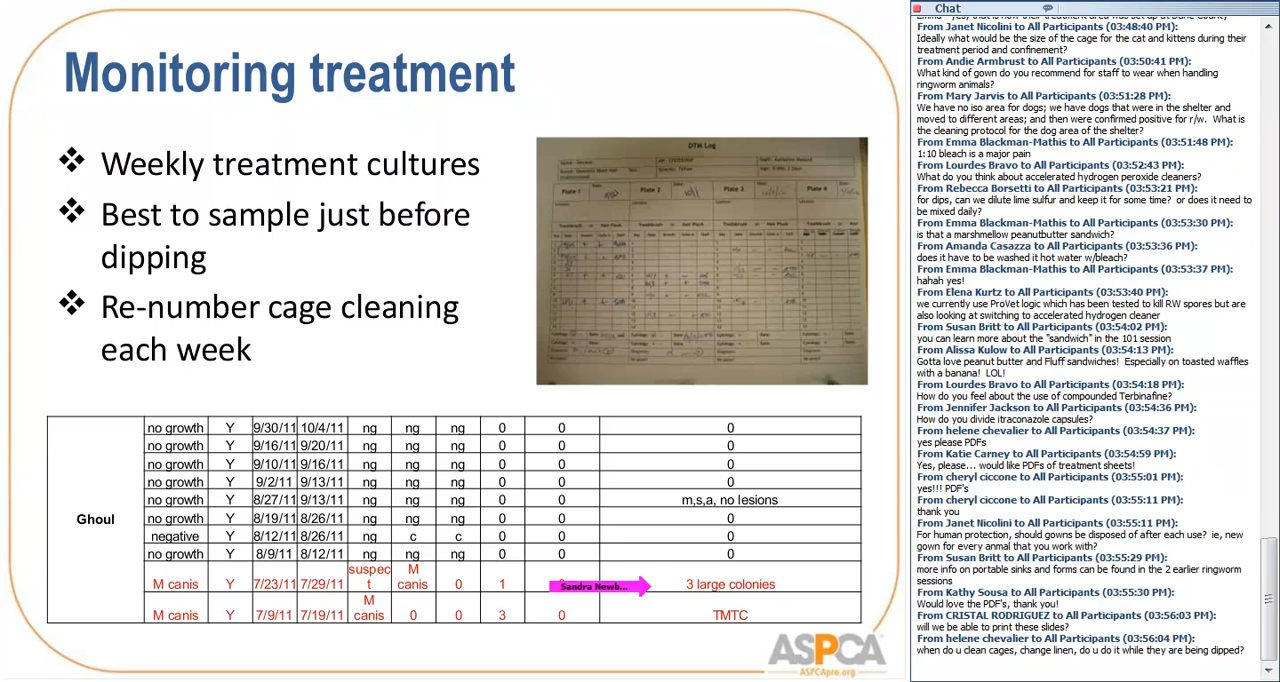 Monitoring treatment
❖ Weekly treatment cultures
❖ Best to sample just before
dipping
❖ Re-number cage cleaning
each week
DTM Log
Plate 1
Plate 2
Plate 3
Plate 4
Ghoul
no growth Y 9/30/11 10/4/11 ng ng ng 0 0 0
no growth Y 9/16/11 9/20/11 ng ng ng 0 0 0
no growth Y 9/10/11 9/16/11 ng ng ng 0 0 0
no growth Y 9/2/11 9/13/11 ng ng ng 0 0 0
no growth Y 8/27/11 9/13/11 ng ng ng 0 0 m,s,a, no lesions
no growth Y 8/19/11 8/26/11 ng ng ng 0 0 0
negative Y 8/12/11 8/26/11 ng c c 0 0 0
no growth Y 8/9/11 8/12/11 ng ng ng 0 0 0
M canis Y 7/23/11 7/29/11 suspect M canis 0 1 3 large colonies
Sandra Newb...
M canis Y 7/9/11 7/19/11 M canis 0 0 3 0 TMTC
ASPCA
ASPCApro.org
Chat
From Janet Nicolini to All Participants (03:48:40 PM):
Ideally what would be the size of the cage for the cat and kittens during their
treatment period and confinement?
From Andie Armbrust to All Participants (03:50:41 PM):
What kind of gown do you recommend for staff to wear when handling
ringworm animals?
From Mary Jarvis to All Participants (03:51:28 PM):
We have no iso area for dogs; we have dogs that were in the shelter and
moved to different areas; and then were confirmed positive for r/w. What is
the cleaning protocol for the dog area of the shelter?
From Emma Blackman-Mathis to All Participants (03:51:48 PM):
1:10 bleach is a major pain
From Lourdes Bravo to All Participants (03:52:43 PM):
What do you think about accelerated hydrogen peroxide cleaners?
From Rebecca Borsetti to All Participants (03:53:21 PM):
for dips, can we dilute lime sulfur and keep it for some time? or does it need to
be mixed daily?
From Emma Blackman-Mathis to All Participants (03:53:30 PM):
is that a marshmellow peanutbutter sandwich?
From Amanda Casazza to All Participants (03:53:36 PM):
does it have to be washed it hot water w/bleach?
From Emma Blackman-Mathis to All Participants (03:53:37 PM):
hahah yes!
From Elena Kurtz to All Participants (03:53:40 PM):
we currently use ProVet logic which has been tested to kill RW spores but are
also looking at switching to accelerated hydrogen cleaner
From Susan Britt to All Participants (03:54:02 PM):
you can learn more about the "sandwich" in the 101 session
From Alissa Kulow to All Participants (03:54:13 PM):
Gotta love peanut butter and Fluff sandwiches! Especially on toasted waffles
with a banana! LOL!
From Lourdes Bravo to All Participants (03:54:18 PM):
How do you feel about the use of compounded Terbinafine?
From Jennifer Jackson to All Participants (03:54:36 PM):
How do you divide itraconazole capsules?
From helene chevalier to All Participants (03:54:37 PM):
yes please PDFs
From Katie Carney to All Participants (03:54:59 PM):
Yes, please... would like PDFs of treatment sheets!
From cheryl ciccone to All Participants (03:55:01 PM):
yes!!! PDF's
From cheryl ciccone to All Participants (03:55:11 PM):
thank you
From Janet Nicolini to All Participants (03:55:11 PM):
For human protection, should gowns be disposed of after each use? ie, new
gown for every anmal that you work with?
From Susan Britt to All Participants (03:55:29 PM):
more info on portable sinks and forms can be found in the 2 earlier ringworm
sessions
From Kathy Sousa to All Participants (03:55:30 PM):
Would love the PDF's, thank you!
From CRISTAL RODRIGUEZ to All Participants (03:56:03 PM):
will we be able to print these slides?
From helene chevalier to All Participants (03:56:04 PM):
when do u clean cages, change linen, do u do it while they are being dipped?